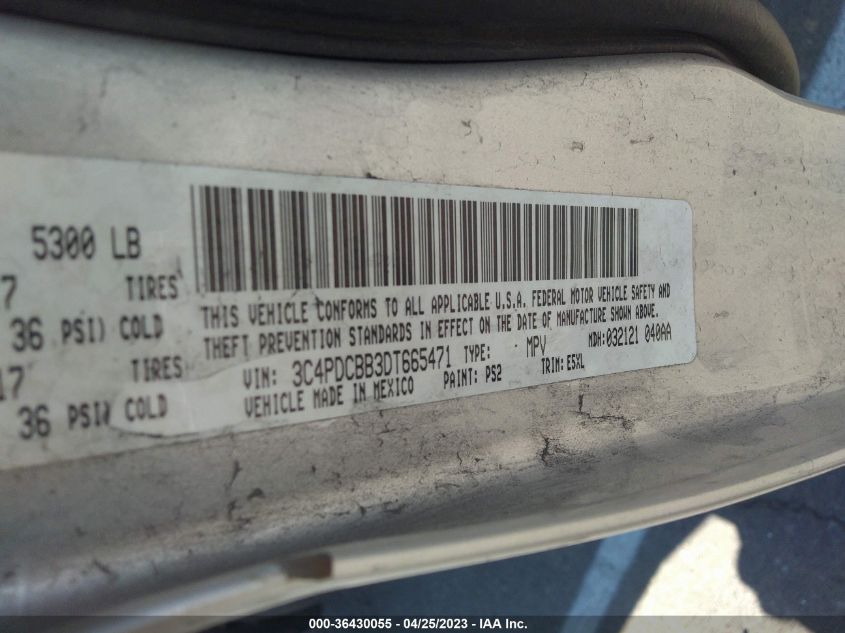 5300 LB
7 TIRES
36 PSI) COLD
17
36 PSI) COLD
THIS VEHICLE CONFORMS TO ALL APPLICABLE U.S.A. FEDERAL MOTOR VEHICLE SAFETY AND
THEFT PREVENTION STANDARDS IN EFFECT ON THE DATE OF MANUFACTURE SHOWN ABOVE.
VIN: 3C4PDCBB3DT665471 TYPE: MPV MDH:032121 040AA
VEHICLE MADE IN MEXICO PAINT: PS2 TRIM: E5XL
000-36430055 - 04/25/2023 - IAA Inc.